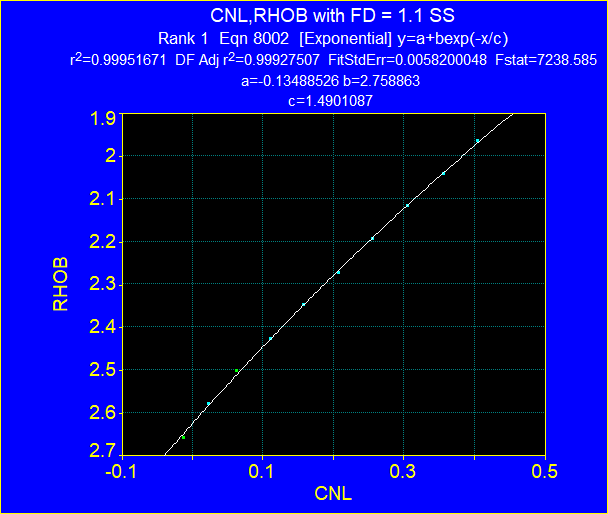 CNL,RHOB with FD = 1.1 SS
Rank 1 Eqn 8002 [Exponential] y=a+bexp(-x/c)
r2=0.99951671 DF Adj r2=0.99927507 FitStdErr=0.0058200048 Fstat=7238.585
a=-0.13488526 b=2.758863
c=1.4901087
1.9
2
2.1
2.2
2.3
2.4
2.5
2.6
2.7
RHOB
-0.1 0.1 0.3 0.5
CNL